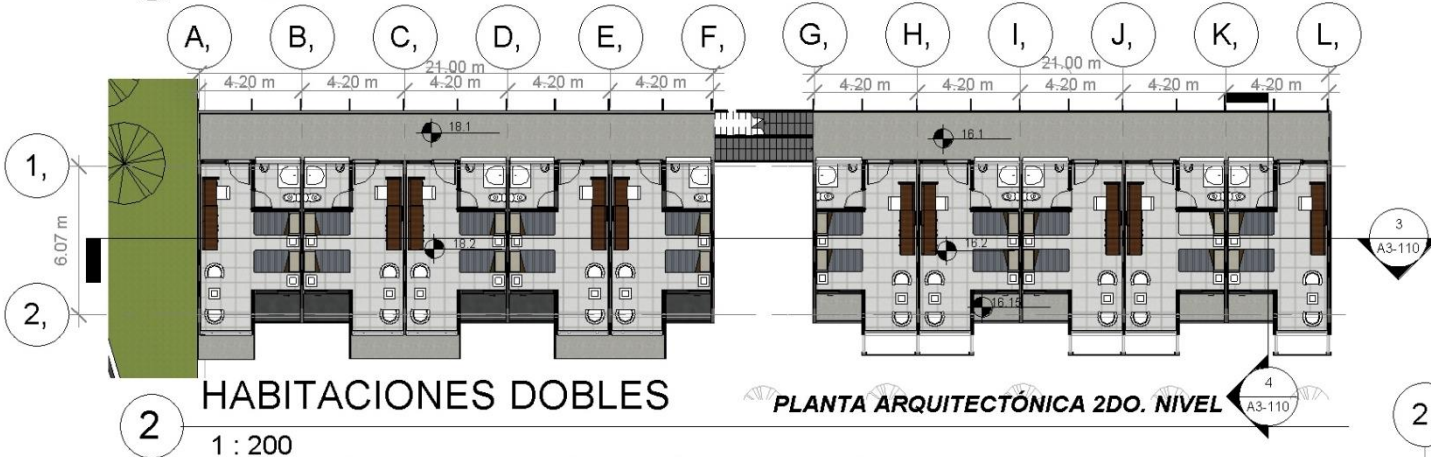 A, B, C, D, E, F, G, H, I, J, K, L,
21.00 m 21.00 m
4.20 m 4.20 m 4.20 m 4.20 m 4.20 m 4.20 m 4.20 m 4.20 m 4.20 m 4.20 m
18.1 16.1
1,
6.07 m
18.2 16.2
3
A3-110
2,
16.15
HABITACIONES DOBLES
PLANTA ARQUITECTÓNICA 2DO. NIVEL
4
A3-110
2
2
1 : 200